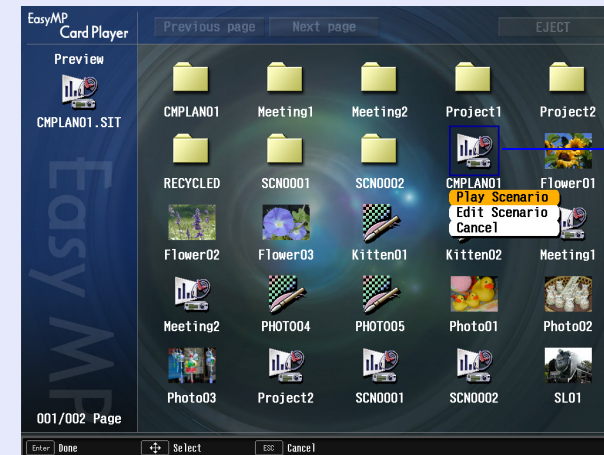 EasyMP
Card Player
Previous page
Next page
EJECT
Preview
CMPLAN01.SIT
CMPLAN01
Meeting1
Meeting2
Project1
Project2
RECYCLED
SCN0001
SCN0002
CMPLAN01
Flower01
Play Scenario
Edit Scenario
Cancel
Flower02
Flower03
Kitten01
Kitten02
Meeting1
Meeting2
PHOTO04
PHOTO05
Photo01
Photo02
Photo03
Project2
SCN0001
SCN0002
SL01
Easy MP
001/002 Page
Enter Done
Select
ESC Cancel